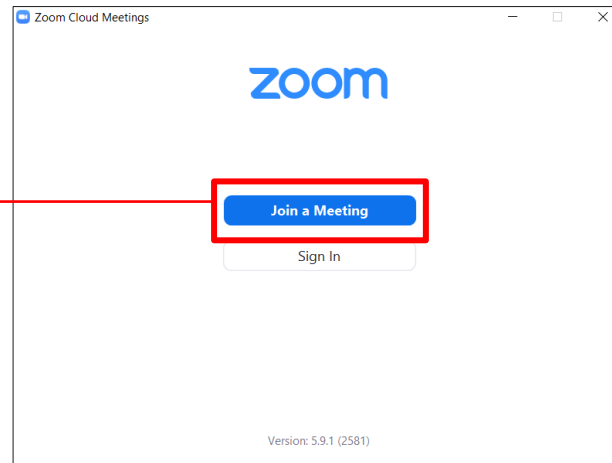 Zoom Cloud Meetings
zoom
Join a Meeting
Sign In
Version: 5.9.1 (2581)